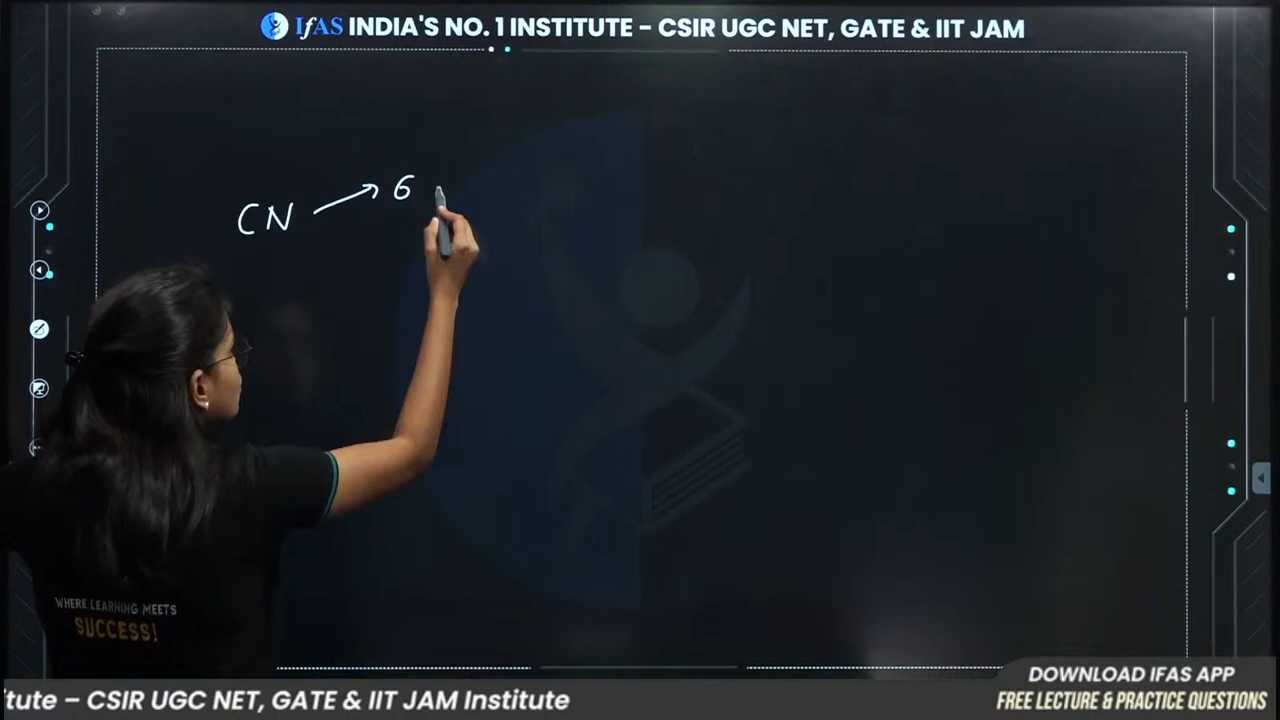 IfAS INDIA'S NO. 1 INSTITUTE - CSIR UGC NET, GATE & IIT JAM
CN → 6
WHERE LEARNING MEETS
SUCCESS!
DOWNLOAD IFAS APP
FREE LECTURE & PRACTICE QUESTIONS
tute – CSIR UGC NET, GATE & IIT JAM Institute